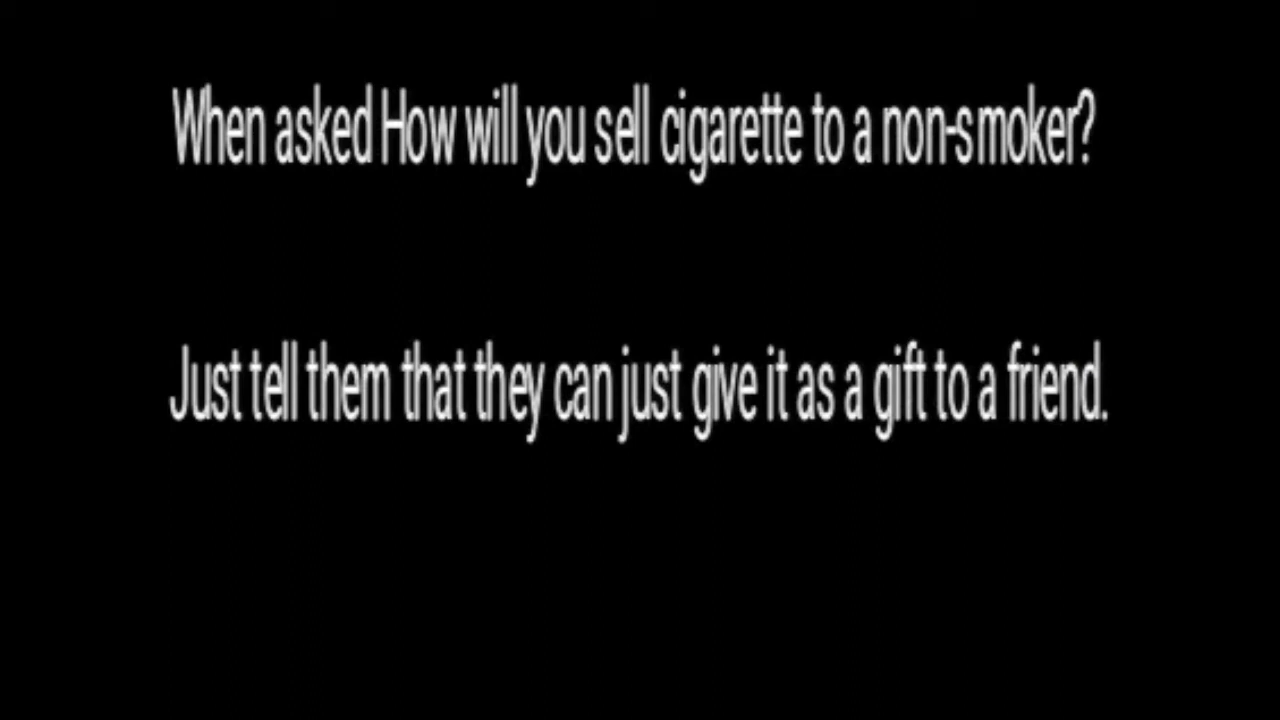 When asked How will you sell cigarette to a non-smoker?
Just tell them that they can just give it as a gift to a friend.